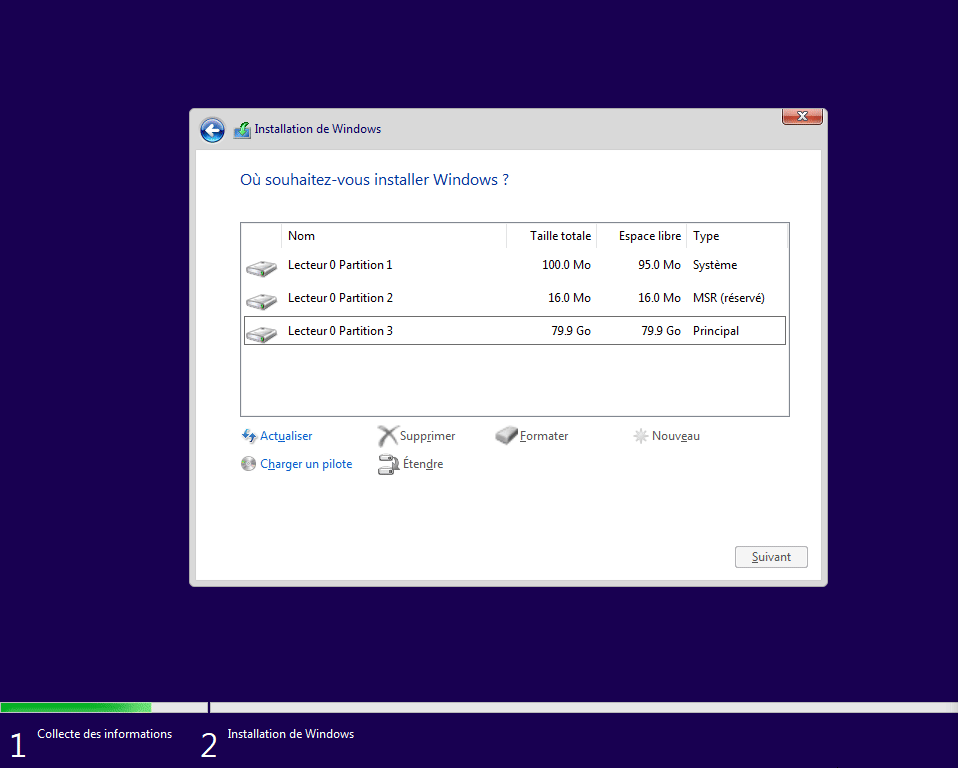 Installation de Windows
Où souhaitez-vous installer Windows ?
Nom Taille totale Espace libre Type
Lecteur 0 Partition 1 100.0 Mo 95.0 Mo Système
Lecteur 0 Partition 2 16.0 Mo 16.0 Mo MSR (réservé)
Lecteur 0 Partition 3 79.9 Go 79.9 Go Principal
Actualiser Supprimer Formater Nouveau
Charger un pilote Étendre
Suivant
1 Collecte des informations 2 Installation de Windows